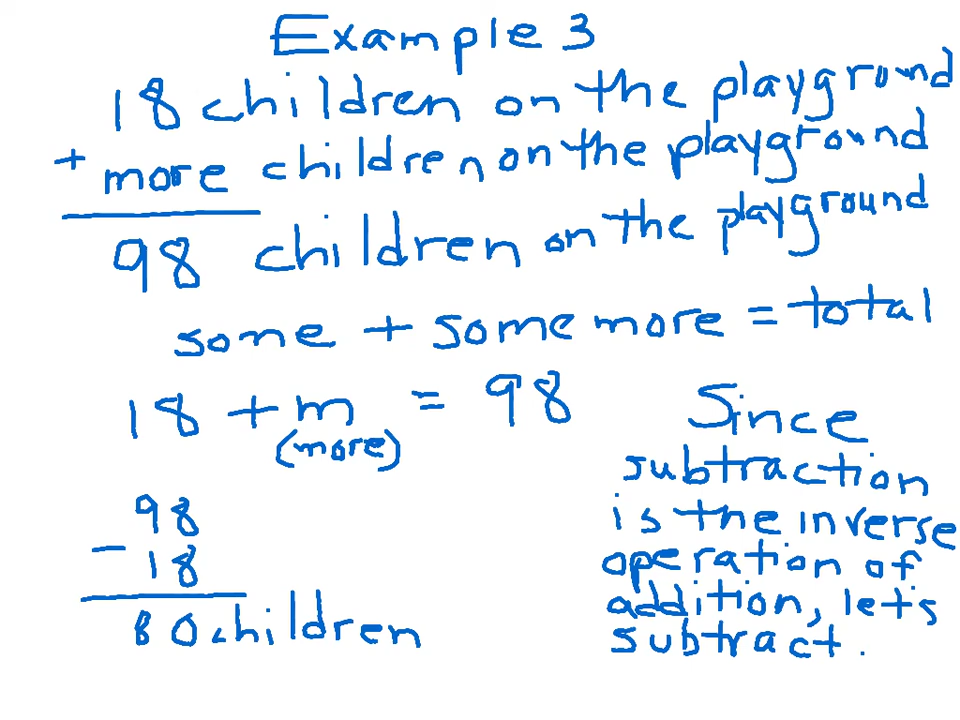 Example 3
18 children on the playground
+ more children on the playground
98 children on the playground
some + some more = total
18 + m = 98
(more)
98
- 18
80 children
Since
subtraction
is the inverse
operation of
addition, let's
subtract.